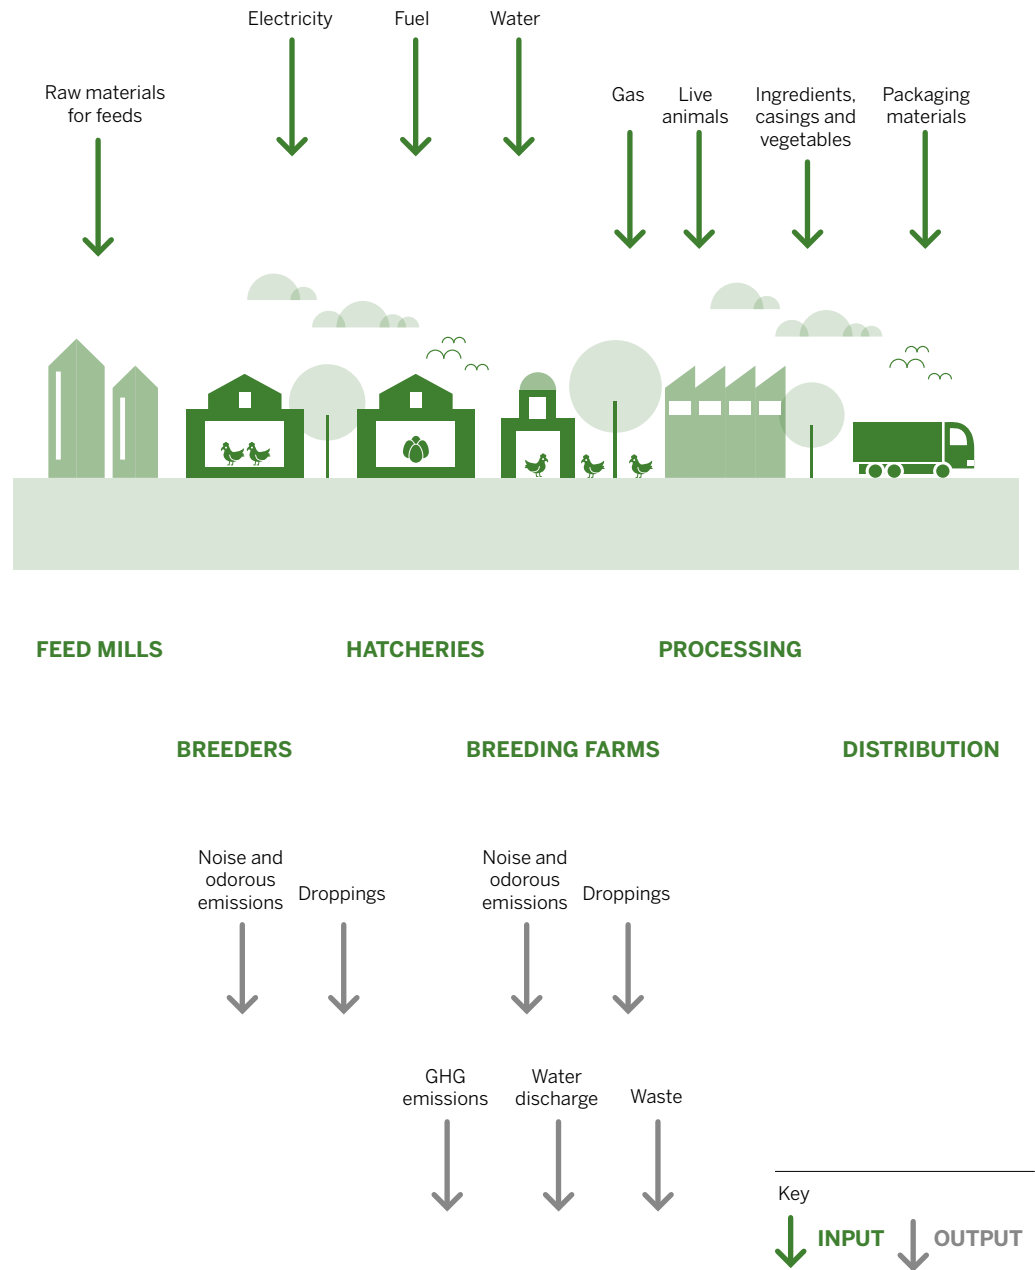 Electricity
Fuel
Water
Raw materials
for feeds
Gas
Live
animals
Ingredients,
casings and
vegetables
Packaging
materials
FEED MILLS
HATCHERIES
PROCESSING
BREEDERS
BREEDING FARMS
DISTRIBUTION
Noise and
odorous
emissions
Droppings
Noise and
odorous
emissions
Droppings
GHG
emissions
Water
discharge
Waste
Key
INPUT
OUTPUT